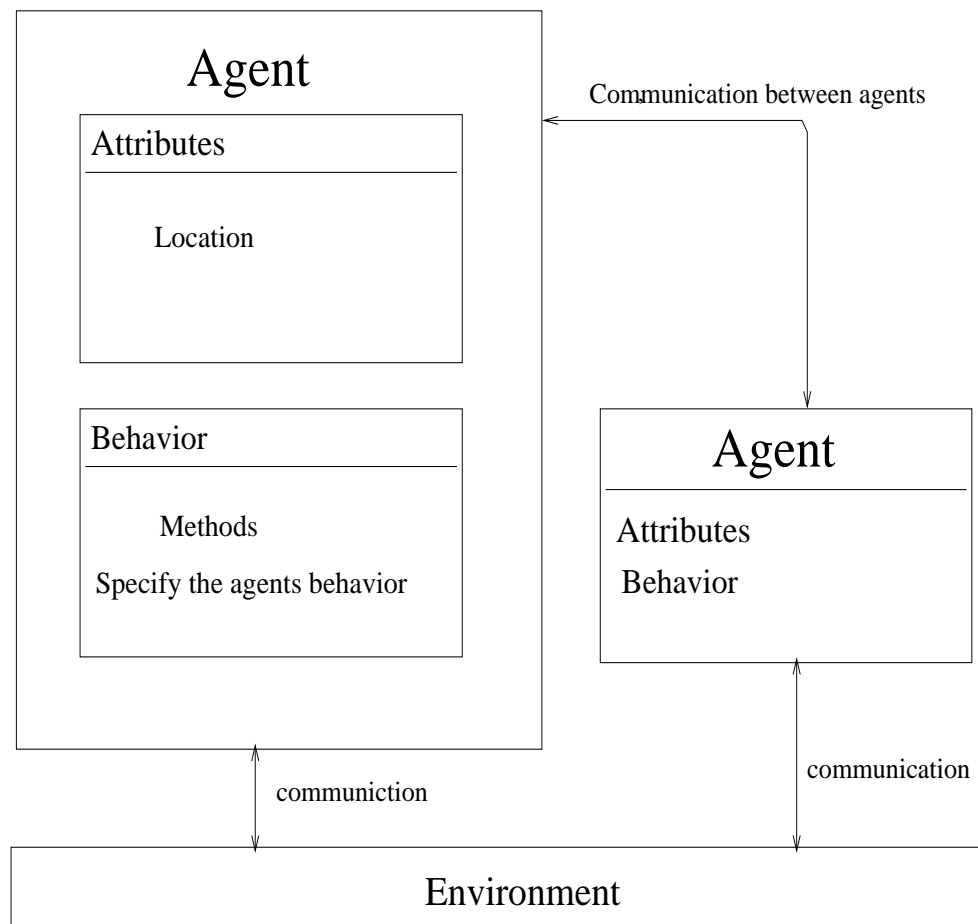 Agent
Attributes
Location
Behavior
Methods
Specify the agents behavior
Communication between agents
Agent
Attributes
Behavior
communiction
communication
Environment